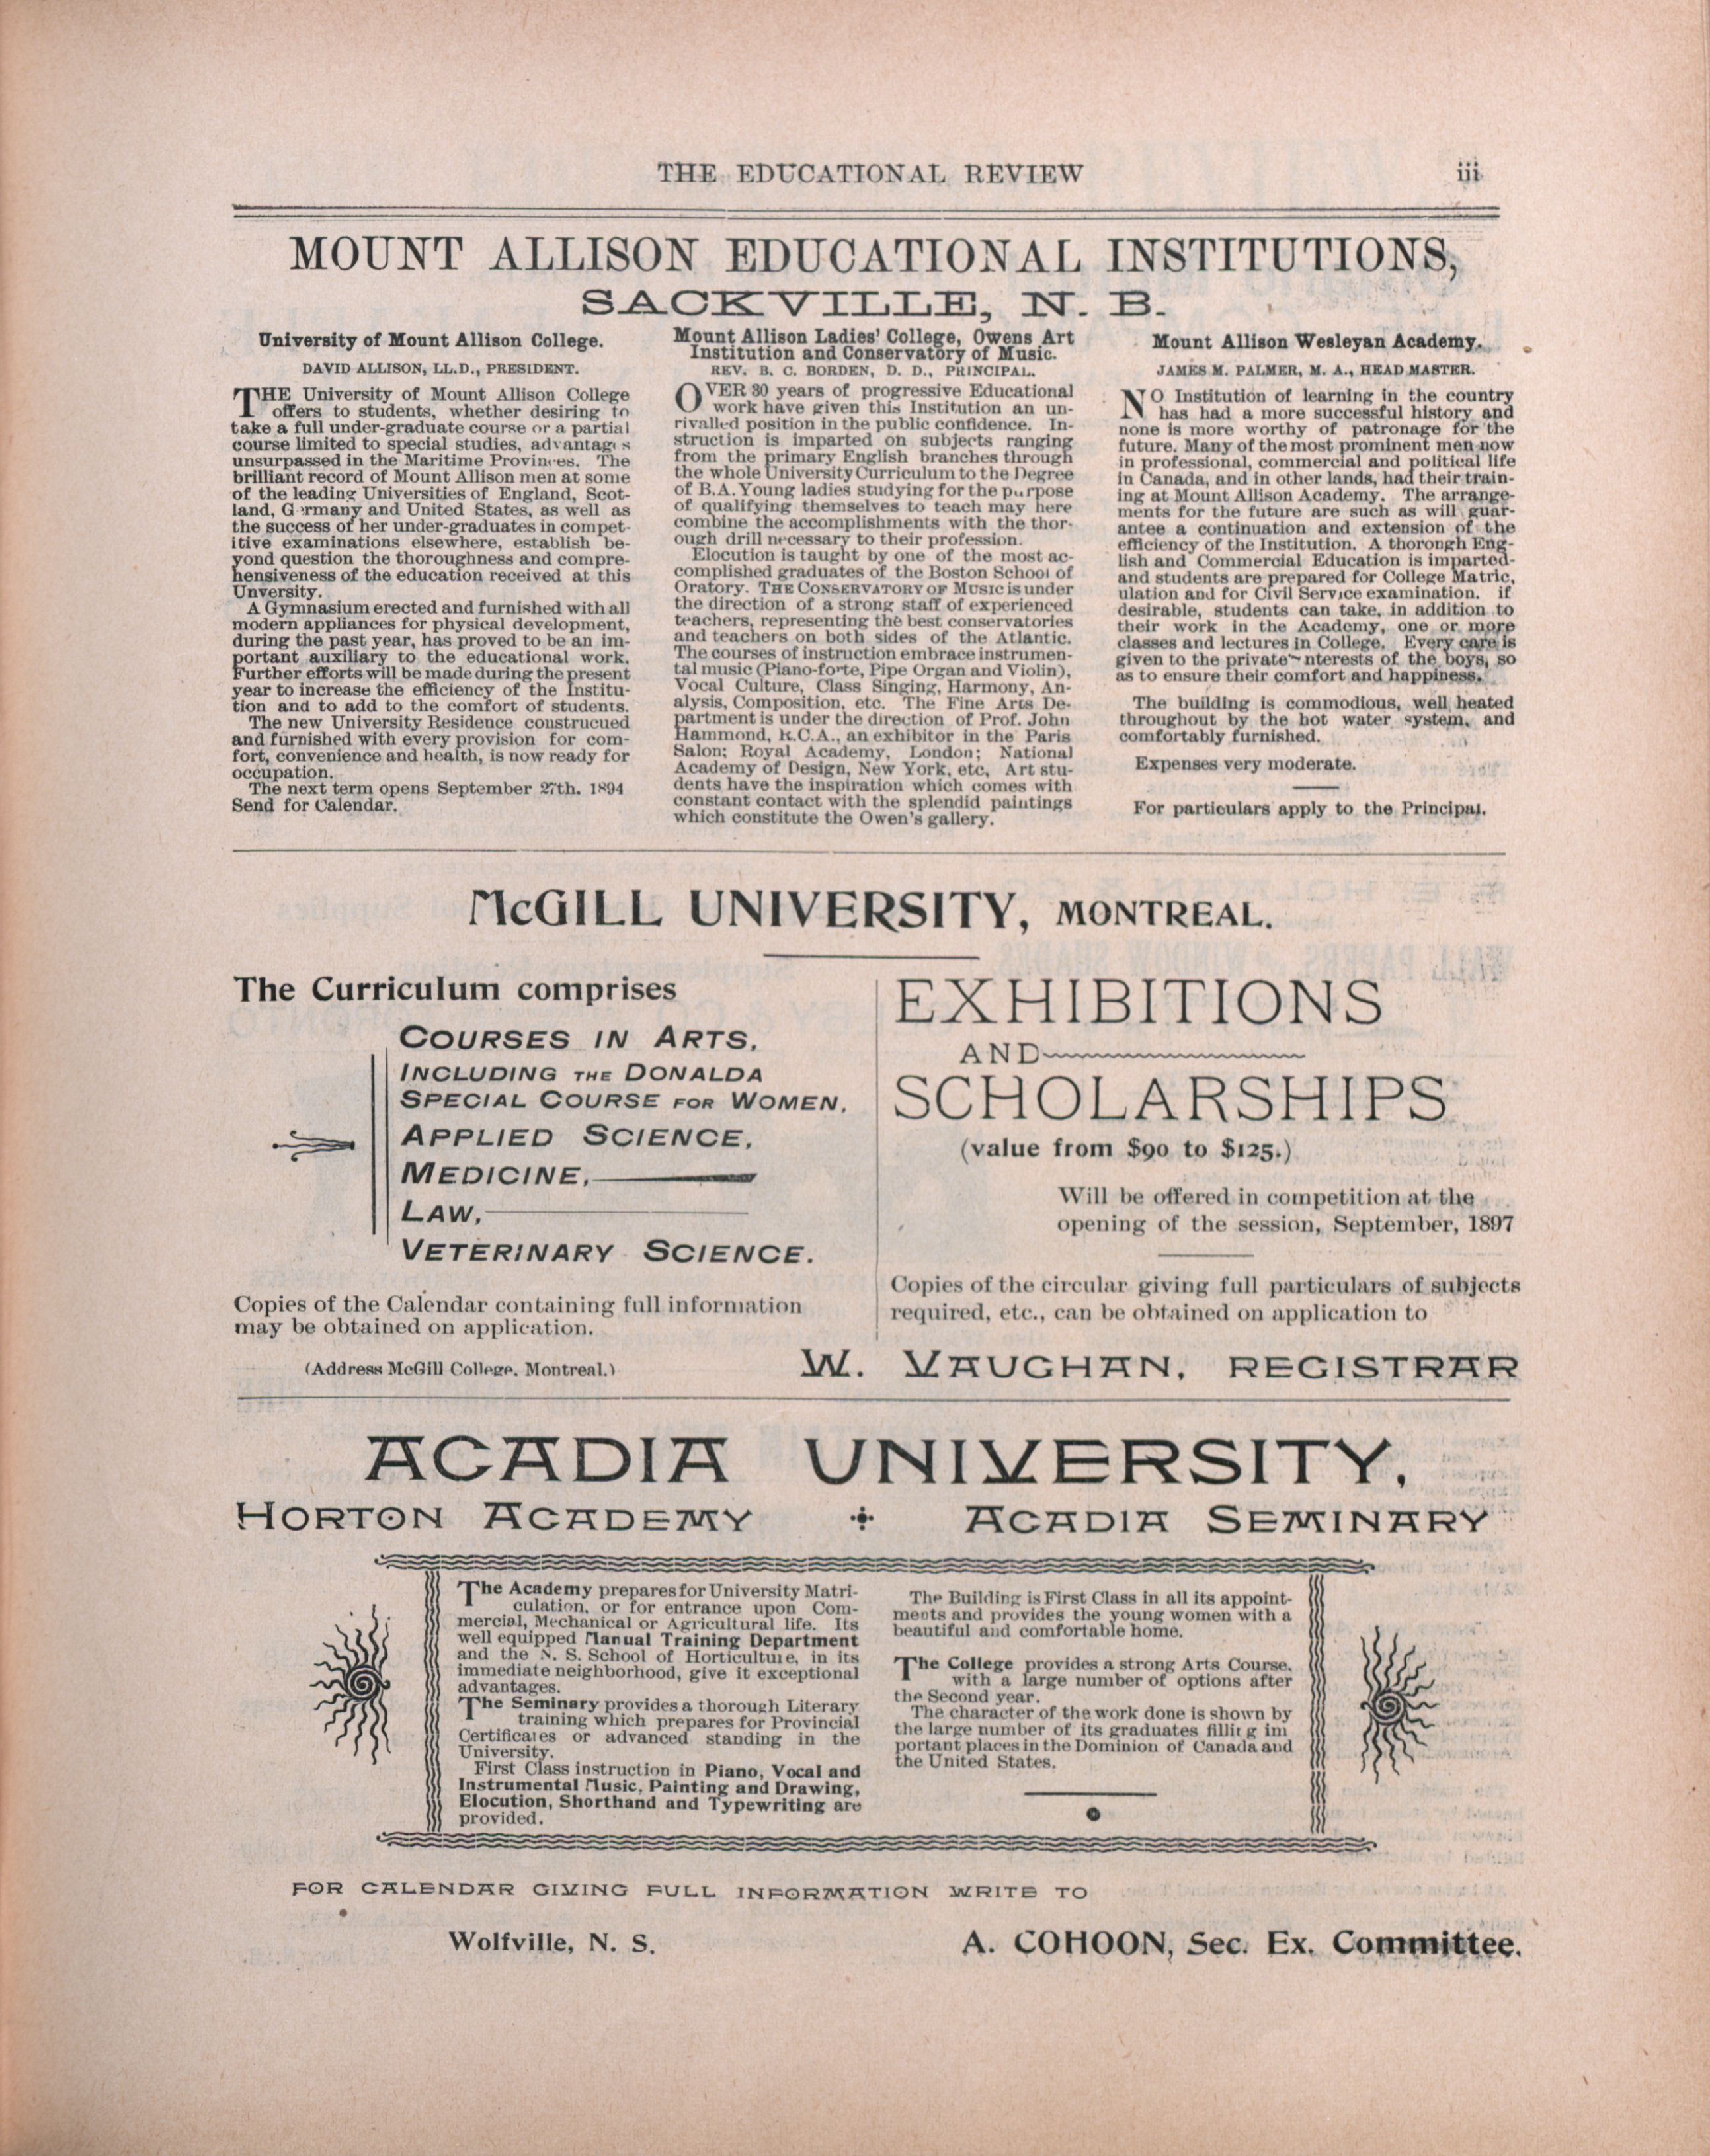 THE EDUCATIONAL REVIEW
iii
MOUNT ALLISON EDUCATIONAL INSTITUTIONS,
SACKVILLE, N. B.
University of Mount Allison College.
DAVID ALLISON, LL.D., PRESIDENT.
THE University of Mount Allison College
offers to students, whether desiring to
take a full under-graduate course or a partial
course limited to special studies, advantages
unsurpassed in the Maritime Provinces. The
brilliant record of Mount Allison men at some
of the leading Universities of England, Scot-
land, Germany and United States, as well as
the success of her under-graduates in compet-
itive examinations elsewhere, establish be-
yond question the thoroughness and compre-
hensiveness of the education received at this
Unversity.
A Gymnasium erected and furnished with all
modern appliances for physical development,
during the past year, has proved to be an im-
portant auxiliary to the educational work.
Further efforts will be made during the present
year to increase the efficiency of the Institu-
tion and to add to the comfort of students.
The new University Residence construcued
and furnished with every provision for com-
fort, convenience and health, is now ready for
occupation.
The next term opens September 27th. 1894
Send for Calendar.
Mount Allison Ladies' College, Owens Art
Institution and Conservatory of Music.
REV. B. C. BORDEN, D. D., PRINCIPAL.
OVER 30 years of progressive Educational
work have given this Institution an un-
rivalled position in the public confidence. In-
struction is imparted on subjects ranging
from the primary English branches through
the whole University Curriculum to the Degree
of B.A. Young ladies studying for the purpose
of qualifying themselves to teach may here
combine the accomplishments with the thor-
ough drill necessary to their profession.
Elocution is taught by one of the most ac-
complished graduates of the Boston School of
Oratory. THE CONSERVATORY OF MUSIC is under
the direction of a strong staff of experienced
teachers, representing the best conservatories
and teachers on both sides of the Atlantic.
The courses of instruction embrace instrumen-
tal music (Piano-forte, Pipe Organ and Violin),
Vocal Culture, Class Singing, Harmony, An-
alysis, Composition, etc. The Fine Arts De-
partment is under the direction of Prof. John
Hammond, R.C.A., an exhibitor in the Paris
Salon; Royal Academy, London; National
Academy of Design, New York, etc. Art stu-
dents have the inspiration which comes with
constant contact with the splendid paintings
which constitute the Owen's gallery.
Mount Allison Wesleyan Academy.
JAMES M. PALMER, M. A., HEAD MASTER.
NO Institution of learning in the country
has had a more successful history and
none is more worthy of patronage for the
future. Many of the most prominent men now
in professional, commercial and political life
in Canada, and in other lands, had their train-
ing at Mount Allison Academy. The arrange-
ments for the future are such as will guar-
antee a continuation and extension of the
efficiency of the Institution. A thorongh Eng-
lish and Commercial Education is imparted-
and students are prepared for College Matric,
ulation and for Civil Service examination. if
desirable, students can take, in addition to
their work in the Academy, one or more
classes and lectures in College. Every care is
given to the private nterests of the boys, so
as to ensure their comfort and happiness.
The building is commodious, well heated
throughout by the hot water system, and
comfortably furnished.
Expenses very moderate.
For particulars apply to the Principal.
McGILL UNIVERSITY, MONTREAL.
The Curriculum comprises
COURSES IN ARTS,
INCLUDING THE DONALDA
SPECIAL COURSE FOR WOMEN,
APPLIED SCIENCE,
MEDICINE,
LAW,
VETERINARY SCIENCE.
Copies of the Calendar containing full information
may be obtained on application.
(Address McGill College, Montreal.)
EXHIBITIONS
AND
SCHOLARSHIPS
(value from $90 to $125.)
Will be offered in competition at the
opening of the session, September, 1897
Copies of the circular giving full particulars of subjects
required, etc., can be obtained on application to
W. VAUGHAN, REGISTRAR
ACADIA UNIVERSITY,
HORTON ACADEMY ACADIA SEMINARY
The Academy prepares for University Matri-
culation, or for entrance upon Com-
mercial, Mechanical or Agricultural life. Its
well equipped Manual Training Department
and the N. S. School of Horticulture, in its
immediate neighborhood, give it exceptional
advantages.
The Seminary provides a thorough Literary
training which prepares for Provincial
Certificates or advanced standing in the
University.
First Class instruction in Piano, Vocal and
Instrumental Music, Painting and Drawing,
Elocution, Shorthand and Typewriting are
provided.
The Building is First Class in all its appoint-
ments and provides the young women with a
beautiful and comfortable home.
The College provides a strong Arts Course,
with a large number of options after
the Second year.
The character of the work done is shown by
the large number of its graduates filling im
portant places in the Dominion of Canada and
the United States.
FOR CALENDAR GIVING FULL INFORMATION WRITE TO
Wolfville, N. S.
A. COHOON, Sec. Ex. Committee.